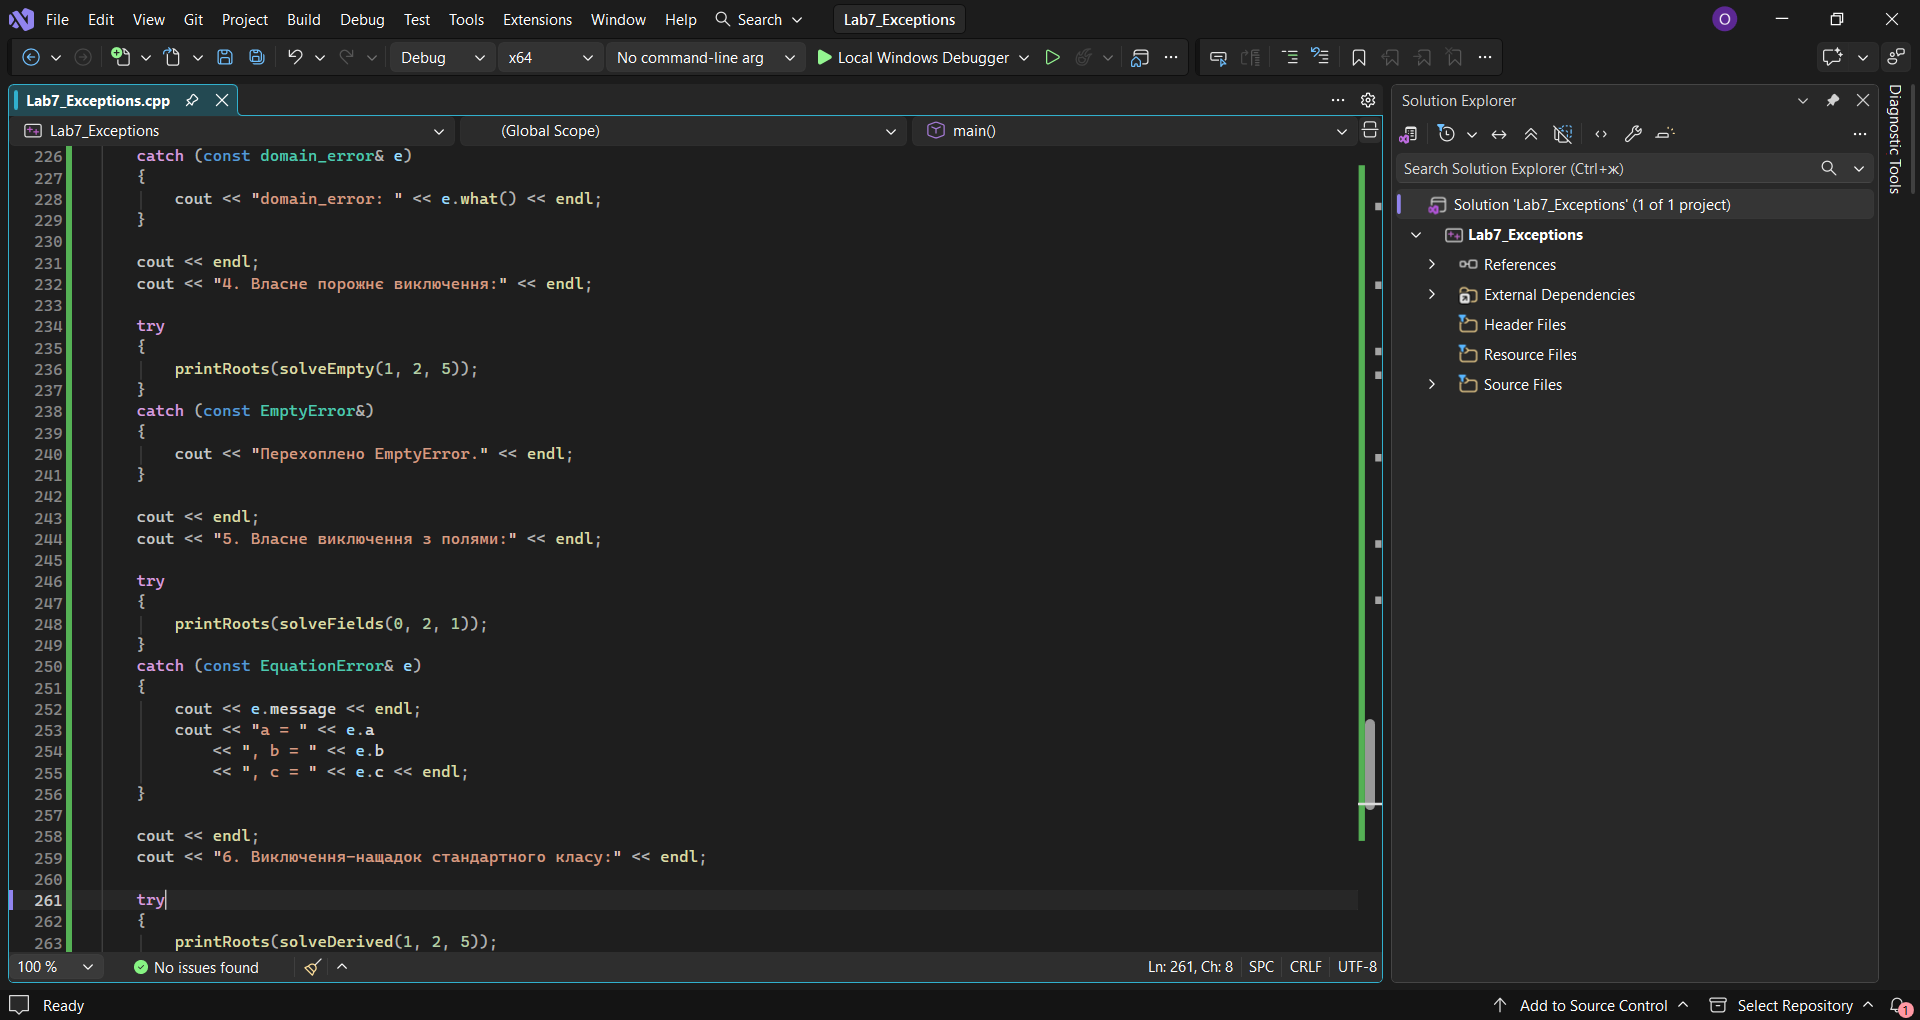 File Edit View Git Project Build Debug Test Tools Extensions Window Help Search Lab7_Exceptions O
Debug x64 No command-line arg Local Windows Debugger
Lab7_Exceptions.cpp
Lab7_Exceptions (Global Scope) main()
226 catch (const domain_error& e)
227 {
228 cout << "domain_error: " << e.what() << endl;
229 }
230
231 cout << endl;
232 cout << "4. Власне порожнє виключення:" << endl;
233
234 try
235 {
236 printRoots(solveEmpty(1, 2, 5));
237 }
238 catch (const EmptyError&)
239 {
240 cout << "Перехоплено EmptyError." << endl;
241 }
242
243 cout << endl;
244 cout << "5. Власне виключення з полями:" << endl;
245
246 try
247 {
248 printRoots(solveFields(0, 2, 1));
249 }
250 catch (const EquationError& e)
251 {
252 cout << e.message << endl;
253 cout << "a = " << e.a
254 << ", b = " << e.b
255 << ", c = " << e.c << endl;
256 }
257
258 cout << endl;
259 cout << "6. Виключення-нащадок стандартного класу:" << endl;
260
261 try
262 {
263 printRoots(solveDerived(1, 2, 5));
100 % No issues found Ln: 261, Ch: 8 SPC CRLF UTF-8
Solution Explorer
Search Solution Explorer (Ctrl+ж)
Solution 'Lab7_Exceptions' (1 of 1 project)
Lab7_Exceptions
References
External Dependencies
Header Files
Resource Files
Source Files
Diagnostic Tools
Ready Add to Source Control Select Repository 1